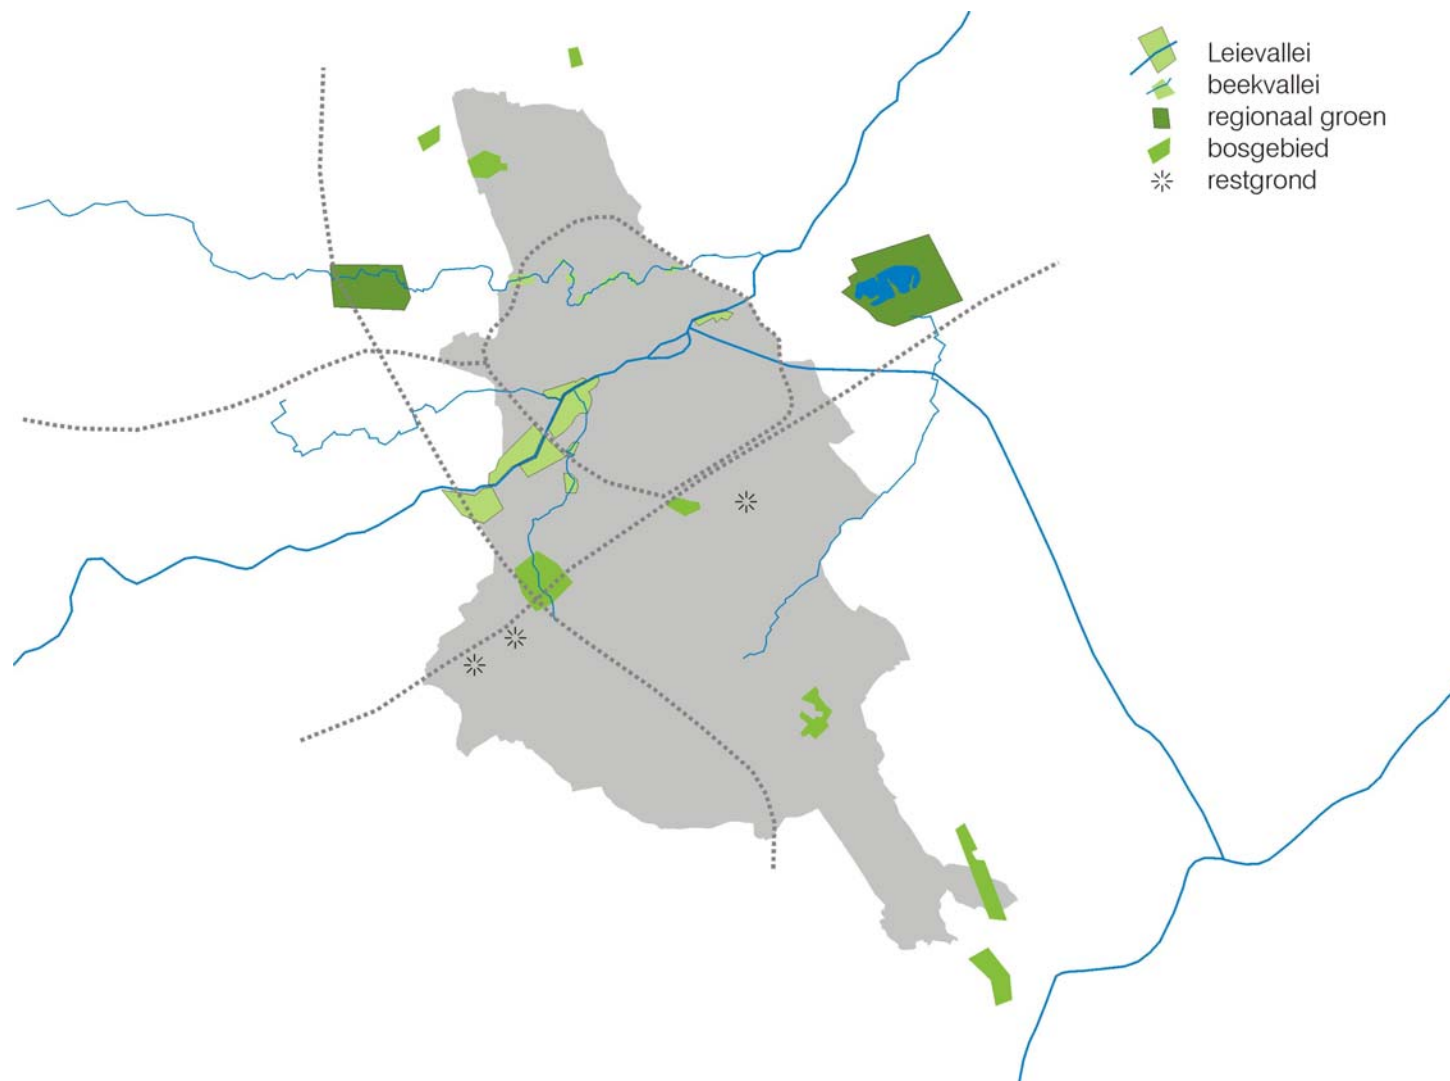 Leievallei
beekvallei
regionaal groen
bosgebied
restgrond